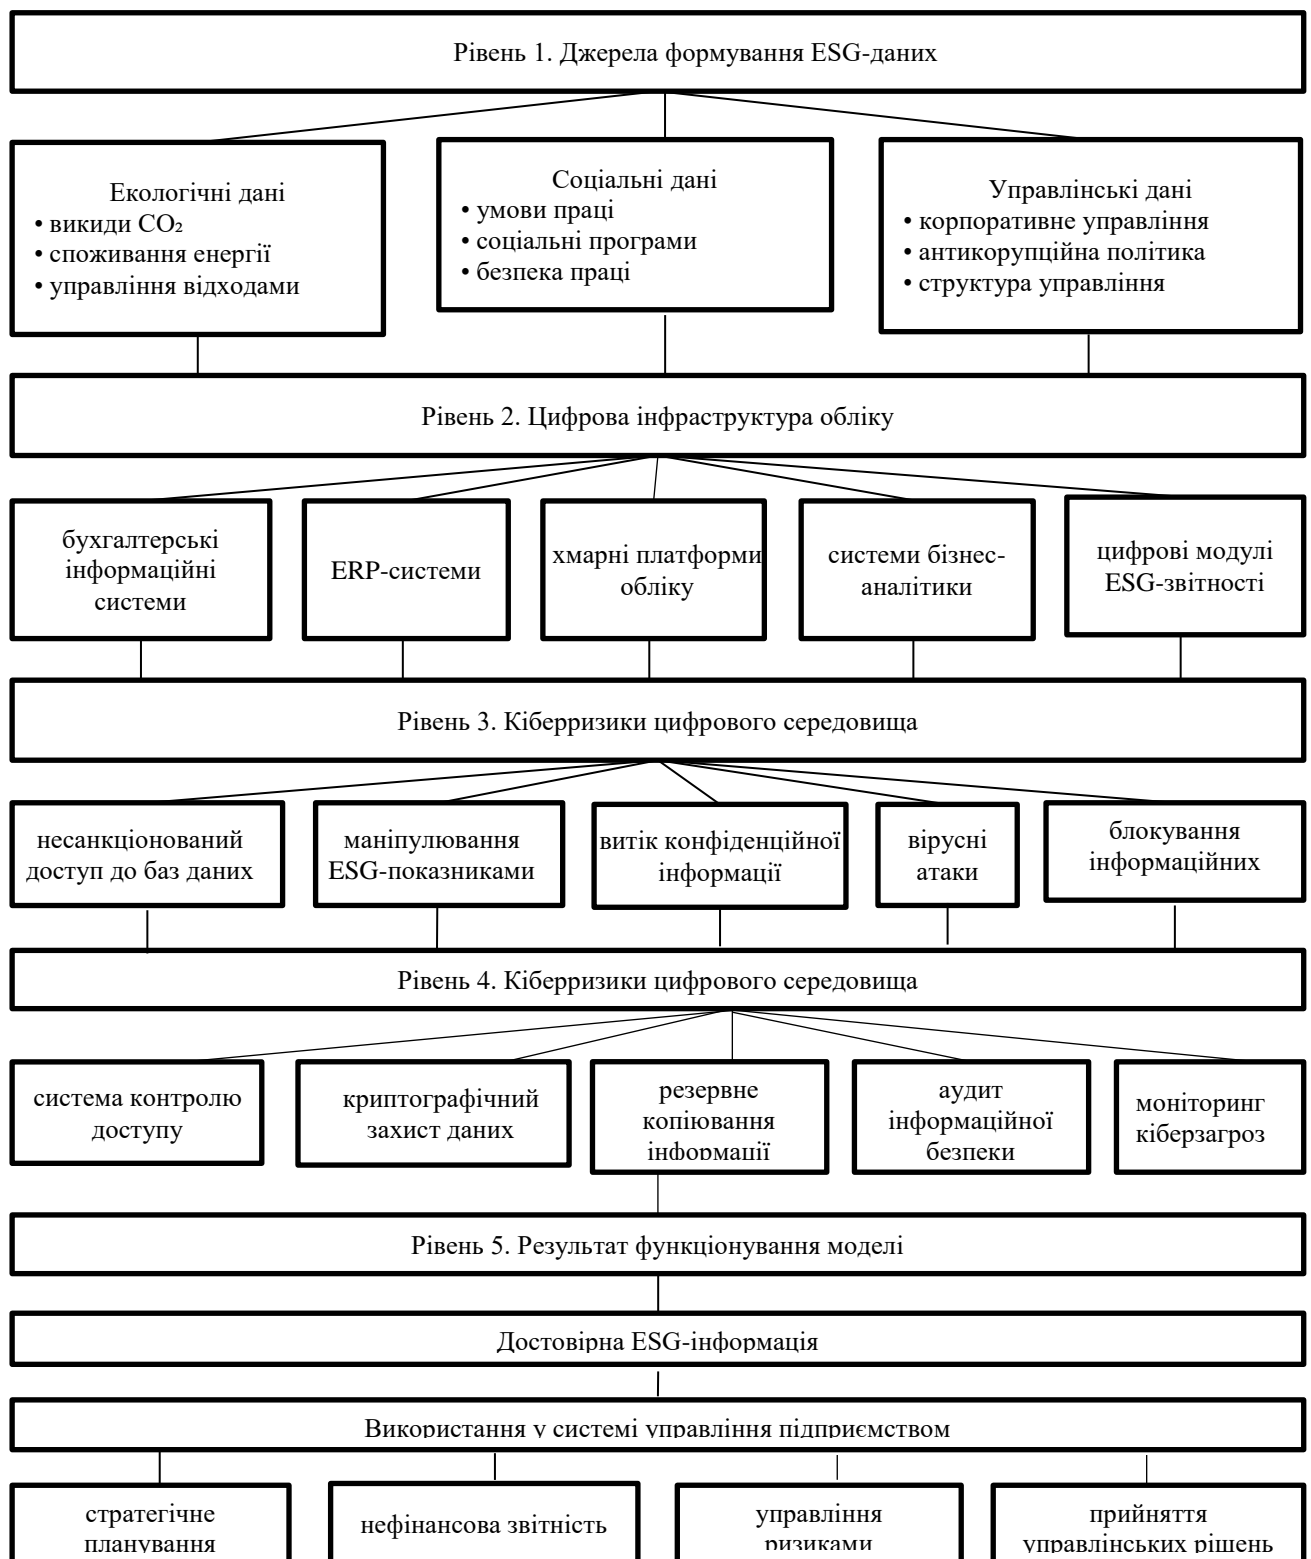 Рівень 1. Джерела формування ESG-даних
Екологічні дані
• викиди CO₂
• споживання енергії
• управління відходами
Соціальні дані
• умови праці
• соціальні програми
• безпека праці
Управлінські дані
• корпоративне управління
• антикорупційна політика
• структура управління
Рівень 2. Цифрова інфраструктура обліку
бухгалтерські
інформаційні
системи
ERP-системи
хмарні платформи
обліку
системи бізнес-
аналітики
цифрові модулі
ESG-звітності
Рівень 3. Кіберризики цифрового середовища
несанкціонований
доступ до баз даних
маніпулювання
ESG-показниками
витік конфіденційної
інформації
вірусні
атаки
блокування
інформаційних
Рівень 4. Кіберризики цифрового середовища
система контролю
доступу
криптографічний
захист даних
резервне
копіювання
інформації
аудит
інформаційної
безпеки
моніторинг
кіберзагроз
Рівень 5. Результат функціонування моделі
Достовірна ESG-інформація
Використання у системі управління підприємством
стратегічне
планування
нефінансова звітність
управління
ризиками
прийняття
управлінських рішень